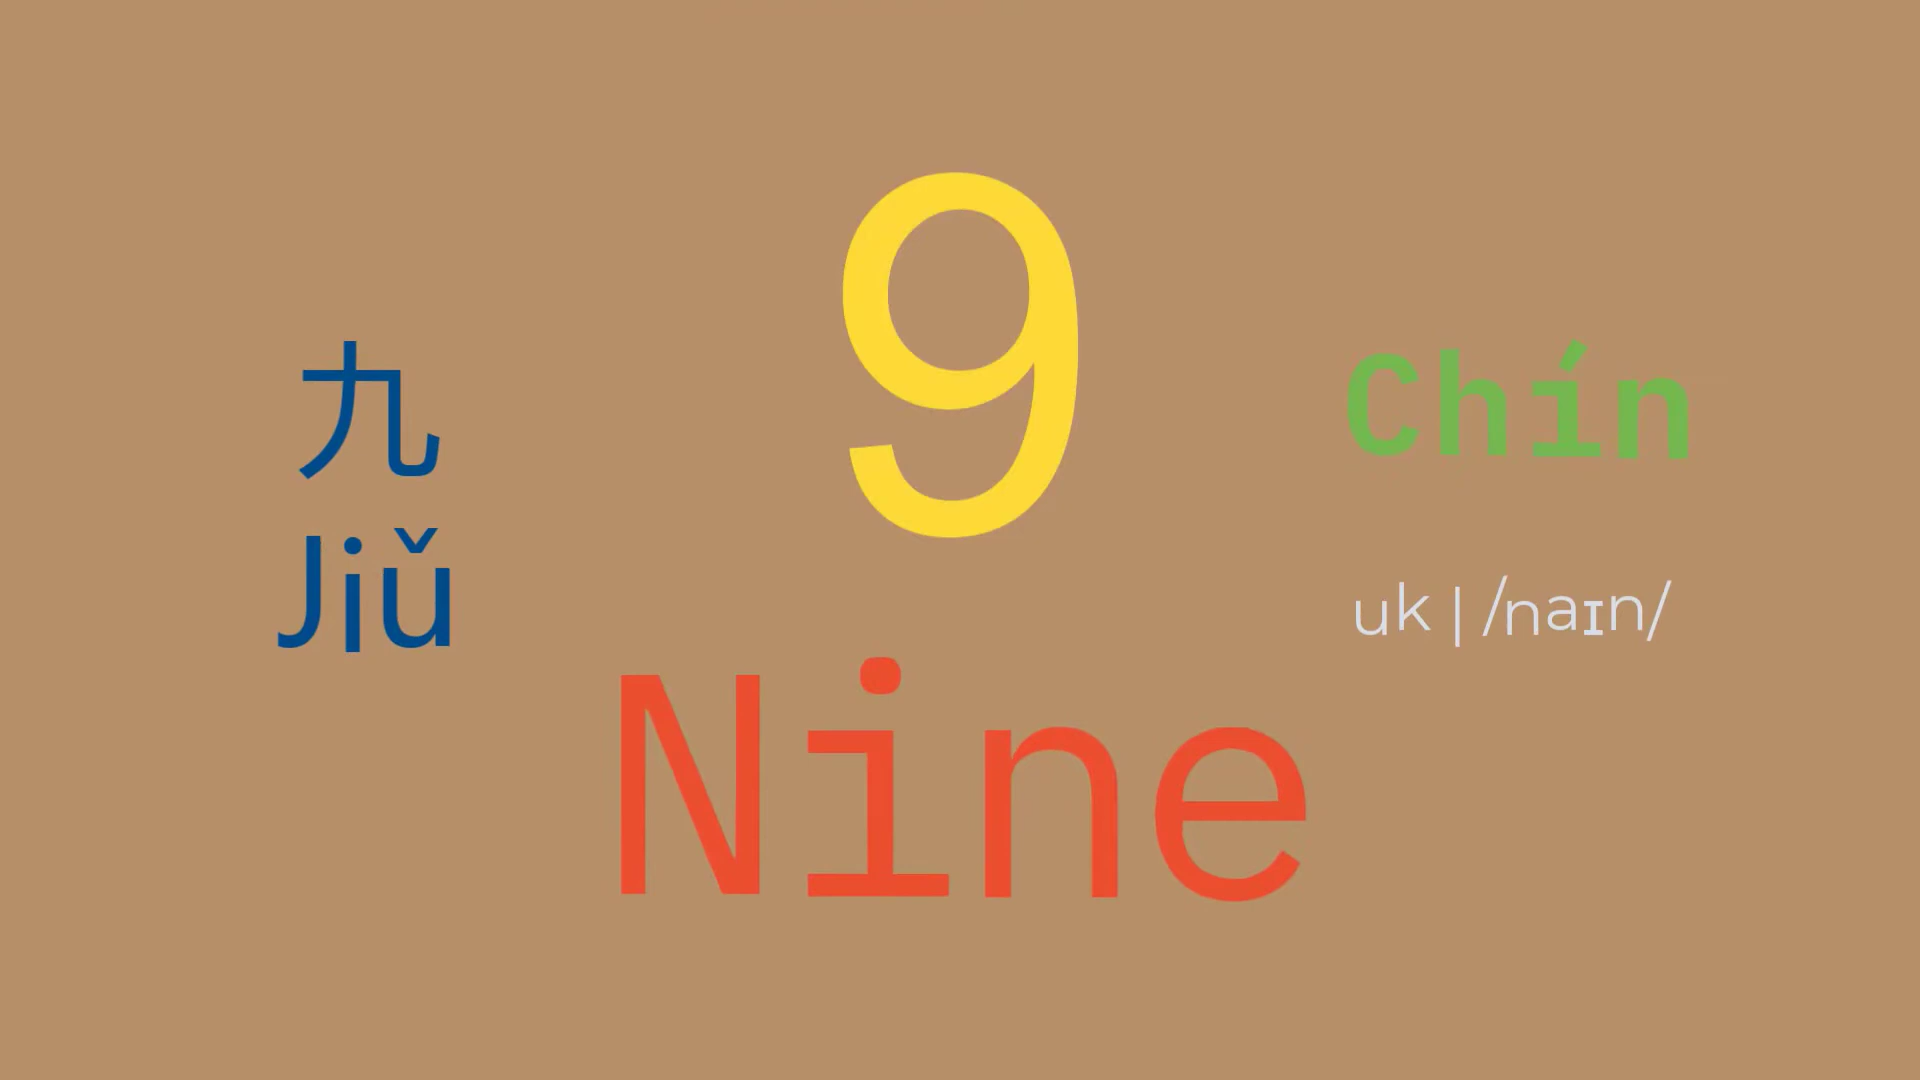 9
九
Jiǔ
Chín
uk | /naɪn/
Nine